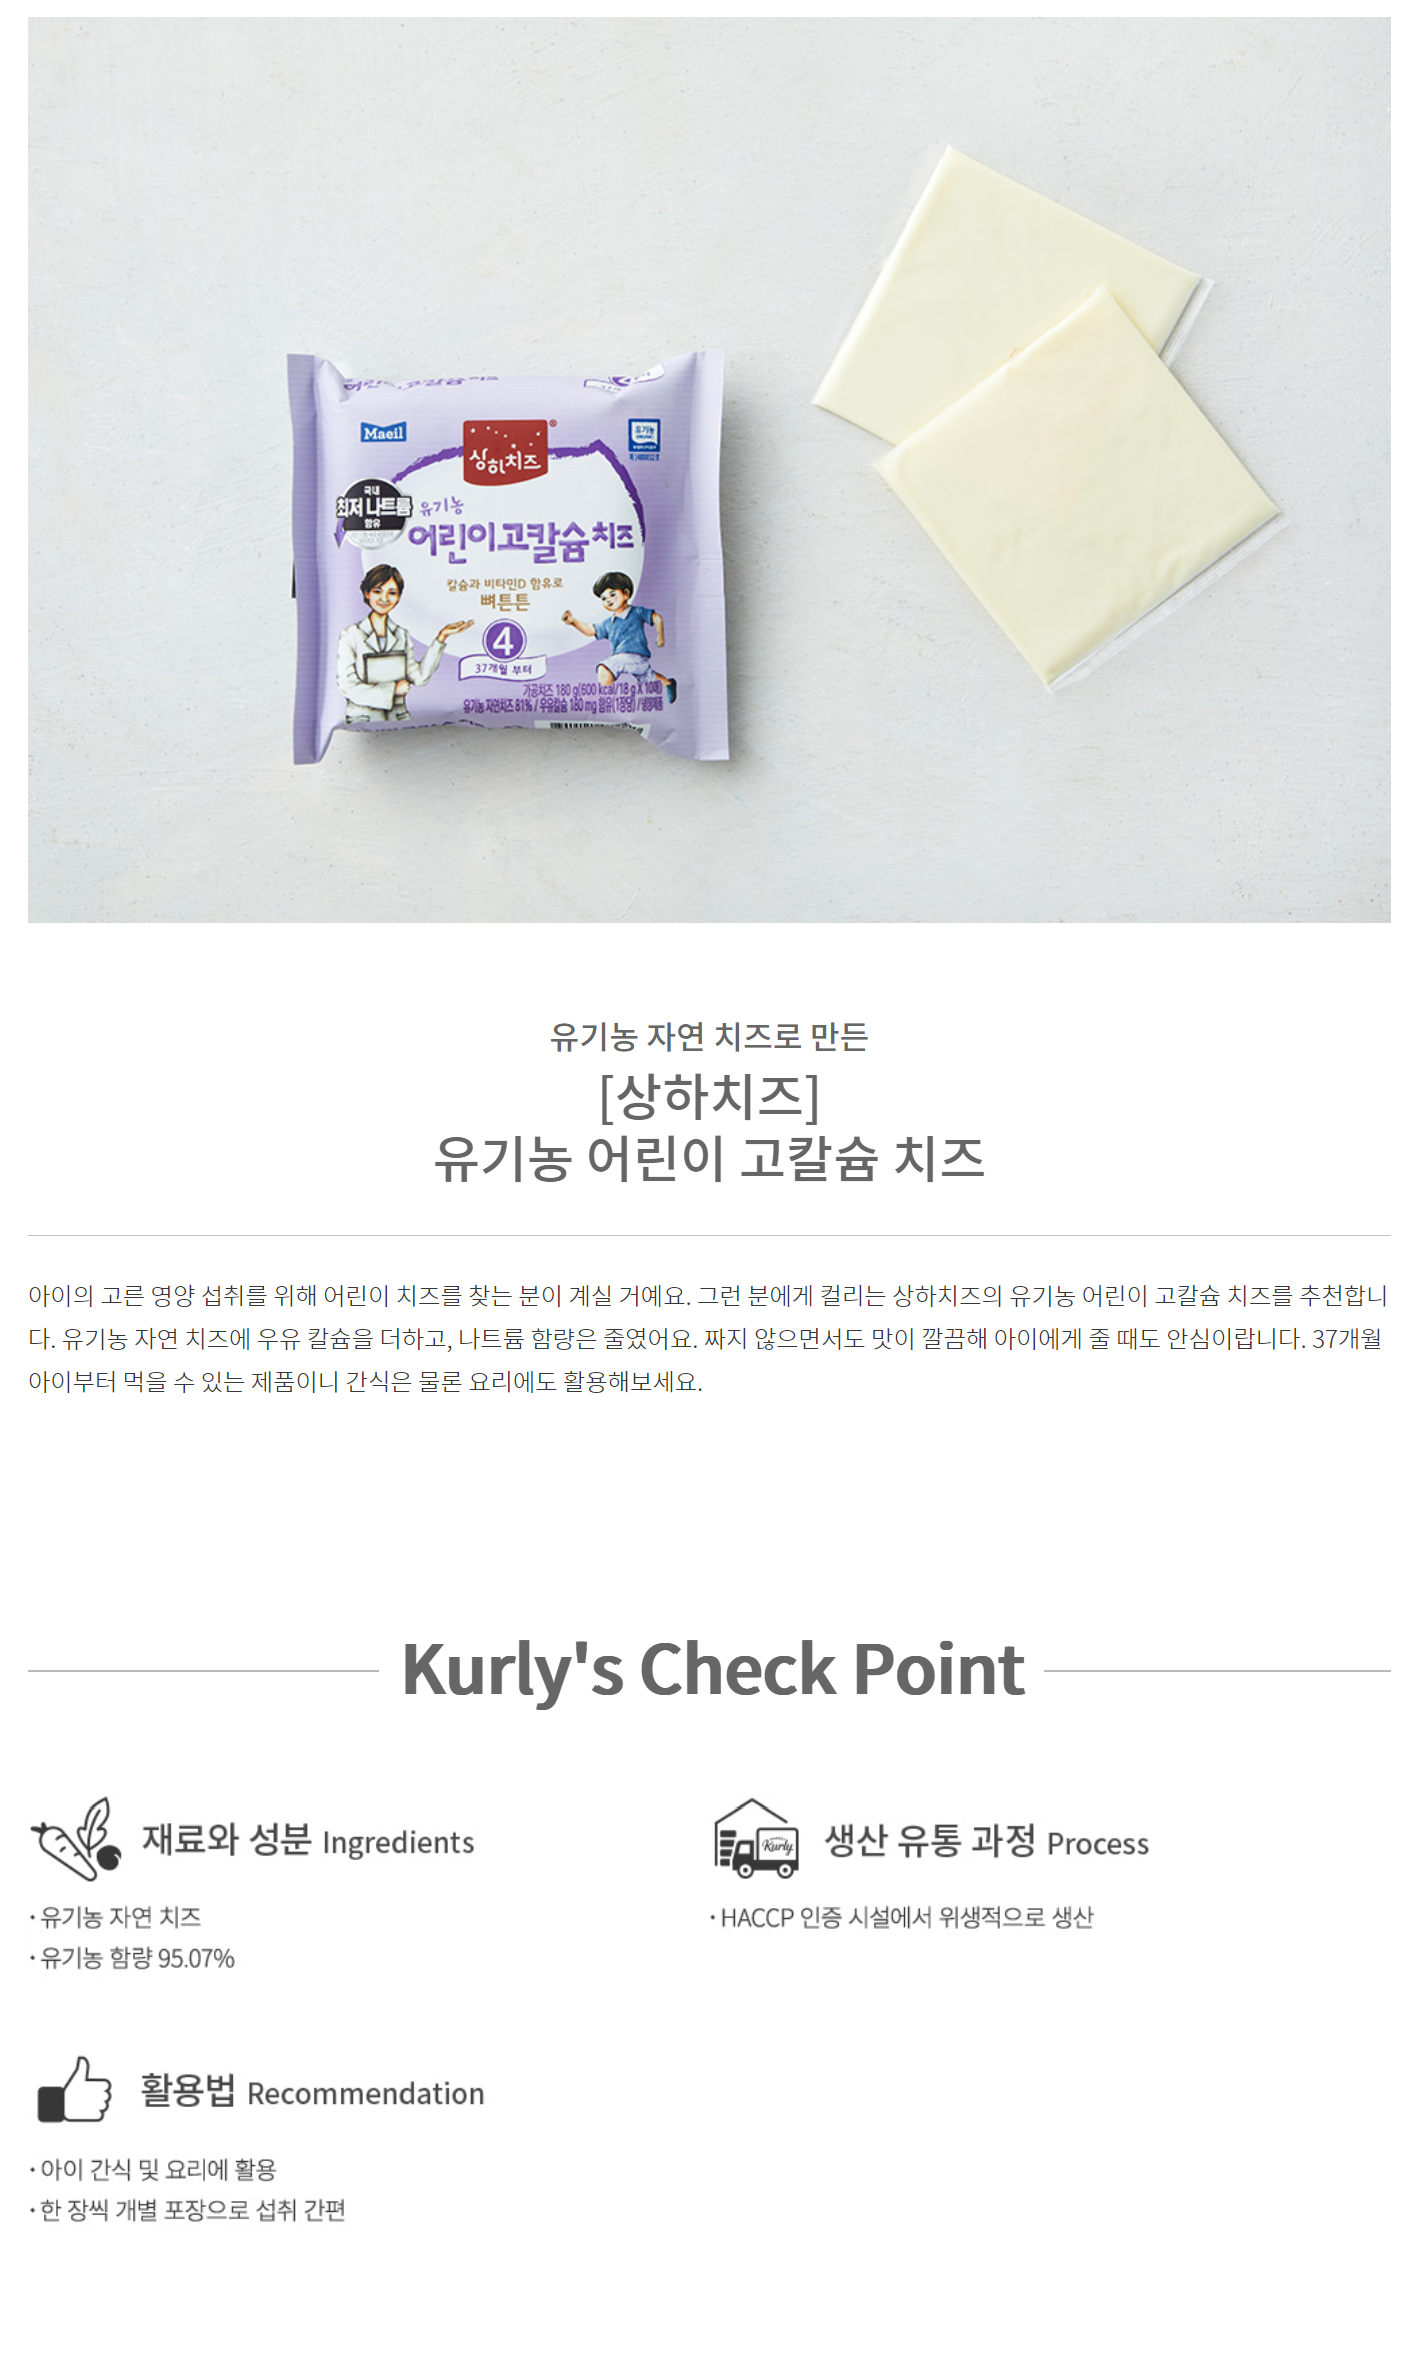 Maeil
상하치즈
유기농
국내
최저 나트륨
함유
유기농
어린이고칼슘치즈
칼슘과 비타민D 함유로
뼈튼튼
4
37개월 부터
가공치즈 180 g(600 kcal/18 g X 10매)
유기농 자연치즈 81% / 우유칼슘 180 mg 함유(1장당) / 냉장제품
유기농 자연 치즈로 만든
[상하치즈]
유기농 어린이 고칼슘 치즈
아이의 고른 영양 섭취를 위해 어린이 치즈를 찾는 분이 계실 거예요. 그런 분에게 컬리는 상하치즈의 유기농 어린이 고칼슘 치즈를 추천합니
다. 유기농 자연 치즈에 우유 칼슘을 더하고, 나트륨 함량은 줄였어요. 짜지 않으면서도 맛이 깔끔해 아이에게 줄 때도 안심이랍니다. 37개월
아이부터 먹을 수 있는 제품이니 간식은 물론 요리에도 활용해보세요.
Kurly's Check Point
재료와 성분 Ingredients
· 유기농 자연 치즈
· 유기농 함량 95.07%
Kurly
생산 유통 과정 Process
· HACCP 인증 시설에서 위생적으로 생산
활용법 Recommendation
· 아이 간식 및 요리에 활용
· 한 장씩 개별 포장으로 섭취 간편